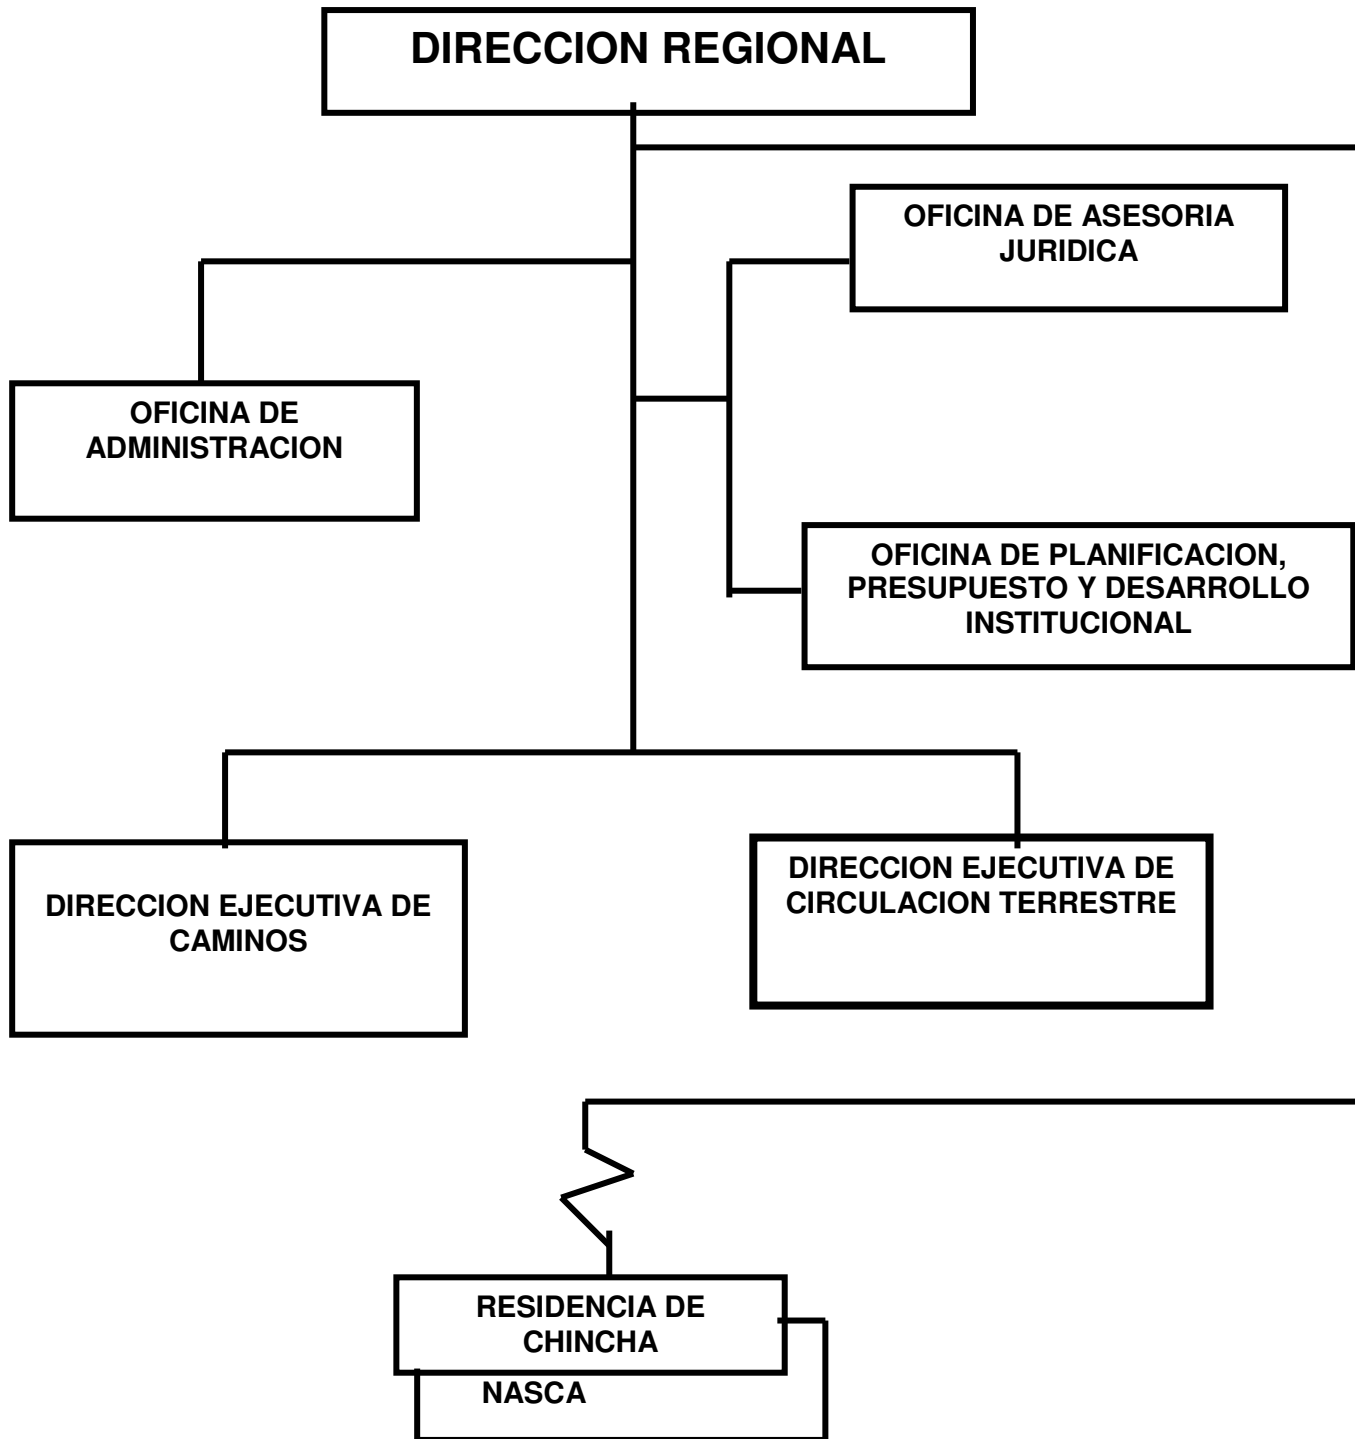 DIRECCION REGIONAL
OFICINA DE ASESORIA
JURIDICA
OFICINA DE
ADMINISTRACION
OFICINA DE PLANIFICACION,
PRESUPUESTO Y DESARROLLO
INSTITUCIONAL
DIRECCION EJECUTIVA DE
CAMINOS
DIRECCION EJECUTIVA DE
CIRCULACION TERRESTRE
RESIDENCIA DE
CHINCHA
NASCA